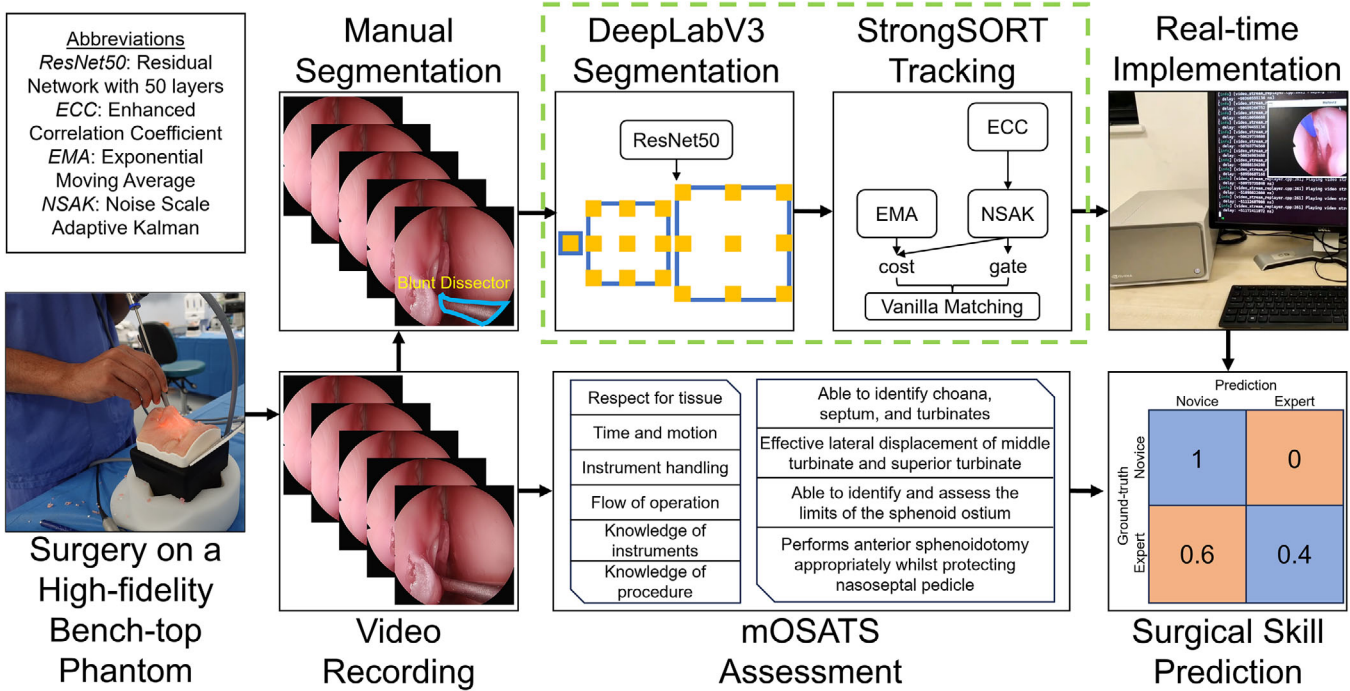 Abbreviations
ResNet50: Residual
Network with 50 layers
ECC: Enhanced
Correlation Coefficient
EMA: Exponential
Moving Average
NSAK: Noise Scale
Adaptive Kalman
Manual
Segmentation
Blunt Dissector
DeepLabV3
Segmentation
ResNet50
StrongSORT
Tracking
ECC
EMA
NSAK
cost
gate
Vanilla Matching
Real-time
Implementation
Surgery on a
High-fidelity
Bench-top
Phantom
Video
Recording
Respect for tissue
Time and motion
Instrument handling
Flow of operation
Knowledge of
instruments
Knowledge of
procedure
Able to identify choana,
septum, and turbinates
Effective lateral displacement of middle
turbinate and superior turbinate
Able to identify and assess the
limits of the sphenoid ostium
Performs anterior sphenoidotomy
appropriately whilst protecting
nasoseptal pedicle
mOSATS
Assessment
Prediction
Novice
Expert
Ground-truth
Novice
Expert
1
0
0.6
0.4
Surgical Skill
Prediction